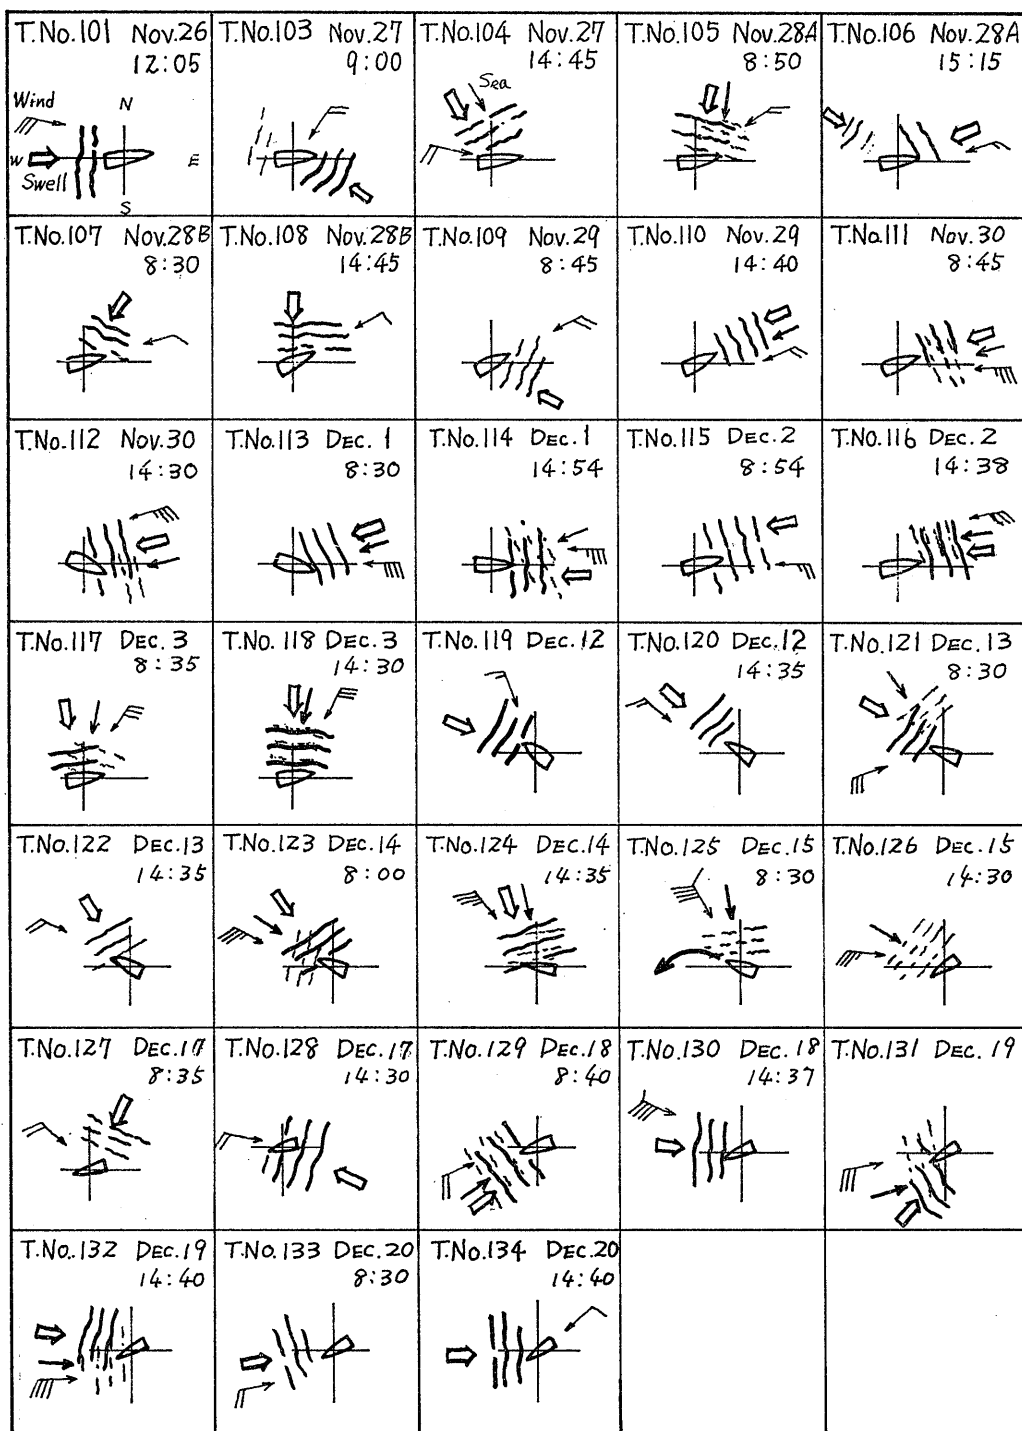 T.No.101 Nov.26
12:05
Wind
N
W
E
Swell
S
T.No.103 Nov.27
9:00
T.No.104 Nov.27
14:45
Sea
T.No.105 Nov.28A
8:50
T.No.106 Nov.28A
15:15
T.No.107 Nov.28B
8:30
T.No.108 Nov.28B
14:45
T.No.109 Nov.29
8:45
T.No.110 Nov.29
14:40
T.No.111 Nov.30
8:45
T.No.112 Nov.30
14:30
T.No.113 DEC.1
8:30
T.No.114 DEC.1
14:54
T.No.115 DEC.2
8:54
T.No.116 DEC.2
14:38
T.No.117 DEC.3
8:35
T.No.118 DEC.3
14:30
T.No.119 DEC.12
T.No.120 DEC.12
14:35
T.No.121 DEC.13
8:30
T.No.122 DEC.13
14:35
T.No.123 DEC.14
8:00
T.No.124 DEC.14
14:35
T.No.125 DEC.15
8:30
T.No.126 DEC.15
14:30
T.No.127 DEC.17
8:35
T.No.128 DEC.17
14:30
T.No.129 DEC.18
8:40
T.No.130 DEC.18
14:37
T.No.131 DEC.19
T.No.132 DEC.19
14:40
T.No.133 DEC.20
8:30
T.No.134 DEC.20
14:40